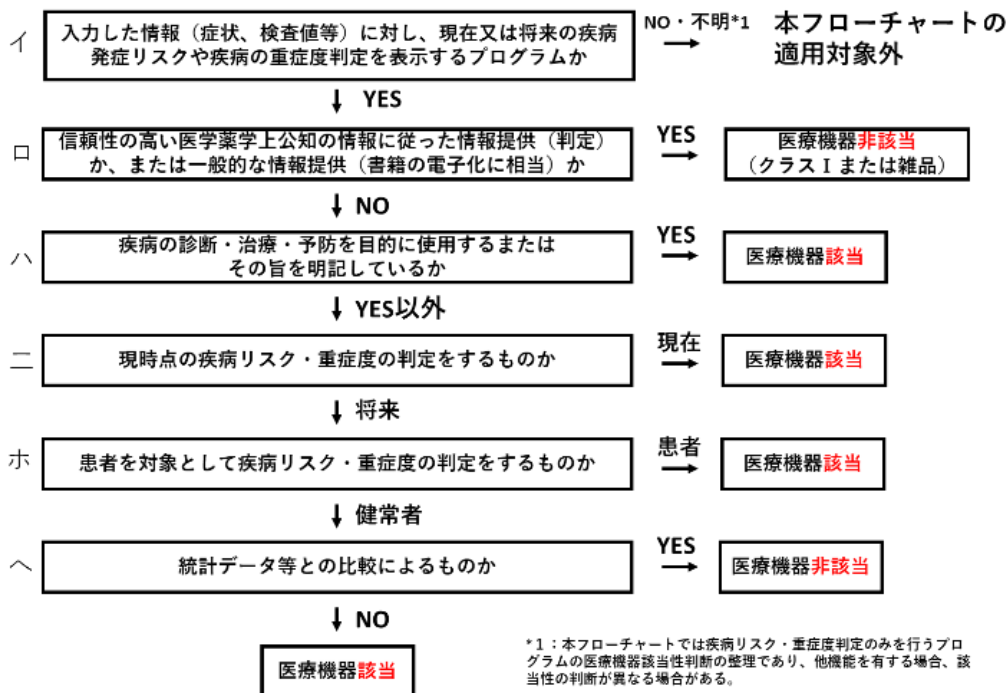 イ
入力した情報（症状、検査値等）に対し、現在又は将来の疾病
発症リスクや疾病の重症度判定を表示するプログラムか
NO・不明*1
本フローチャートの
適用対象外
YES
ロ
信頼性の高い医学薬学上公知の情報に従った情報提供（判定）
か、または一般的な情報提供（書籍の電子化に相当）か
YES
医療機器非該当
（クラスⅠまたは雑品）
NO
ハ
疾病の診断・治療・予防を目的に使用するまたは
その旨を明記しているか
YES
医療機器該当
YES以外
ニ
現時点の疾病リスク・重症度の判定をするものか
現在
医療機器該当
将来
ホ
患者を対象として疾病リスク・重症度の判定をするものか
患者
医療機器該当
健常者
ヘ
統計データ等との比較によるものか
YES
医療機器非該当
NO
医療機器該当
*1：本フローチャートでは疾病リスク・重症度判定のみを行うプロ
グラムの医療機器該当性判断の整理であり、他機能を有する場合、該
当性の判断が異なる場合がある。